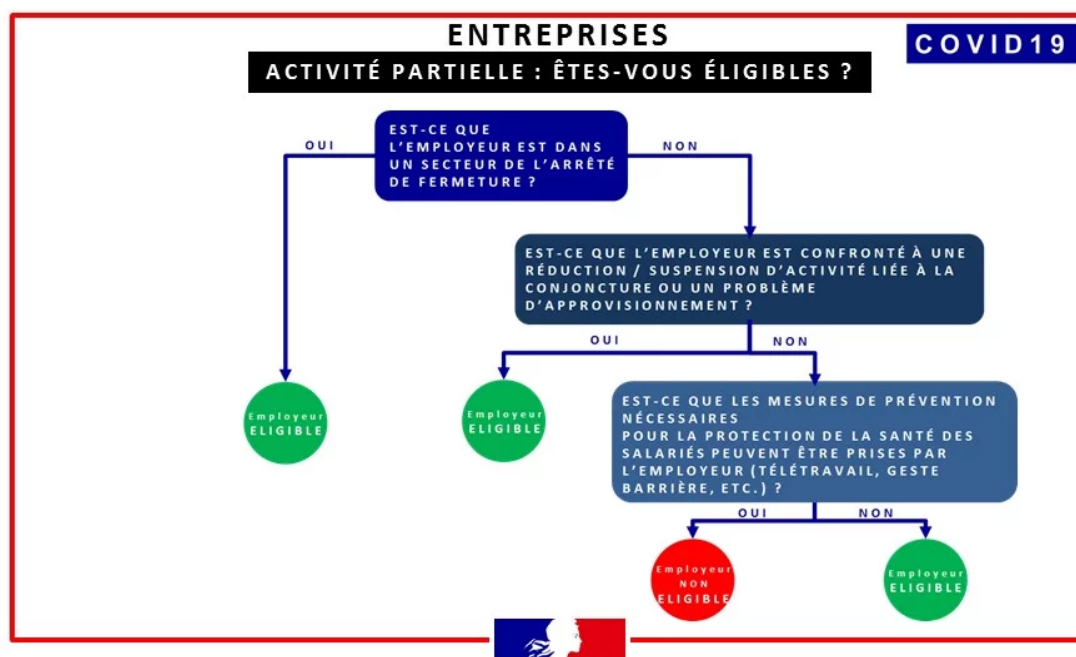 ENTREPRISES
COVID19
ACTIVITÉ PARTIELLE : ÊTES-VOUS ÉLIGIBLES ?
EST-CE QUE
L'EMPLOYEUR EST DANS
UN SECTEUR DE L'ARRÊTÉ
DE FERMETURE ?
OUI
NON
EST-CE QUE L'EMPLOYEUR EST CONFRONTÉ À UNE
RÉDUCTION / SUSPENSION D'ACTIVITÉ LIÉE À LA
CONJONCTURE OU UN PROBLÈME
D'APPROVISIONNEMENT ?
OUI
NON
Employeur
ELIGIBLE
Employeur
ELIGIBLE
EST-CE QUE LES MESURES DE PRÉVENTION
NÉCESSAIRES
POUR LA PROTECTION DE LA SANTÉ DES
SALARIÉS PEUVENT ÊTRE PRISES PAR
L'EMPLOYEUR (TÉLÉTRAVAIL, GESTE
BARRIÈRE, ETC.) ?
OUI
NON
Employeur
NON
ELIGIBLE
Employeur
ELIGIBLE